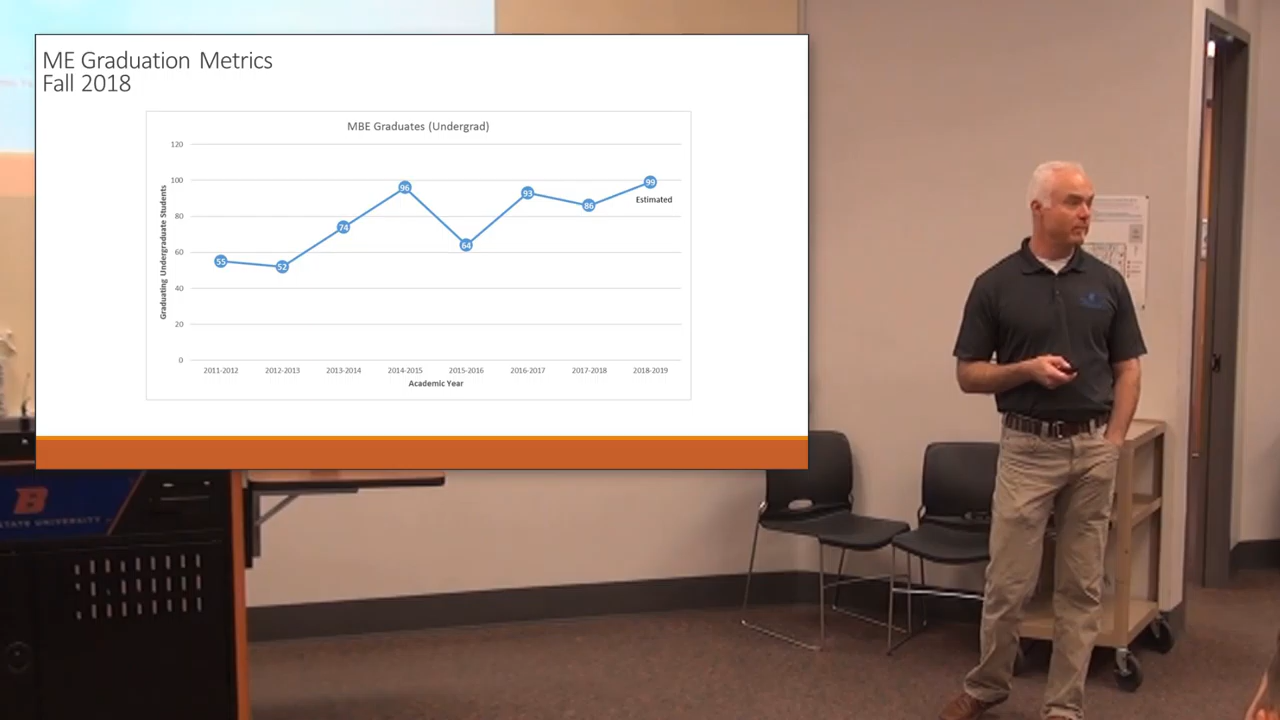 ME Graduation Metrics
Fall 2018
MBE Graduates (Undergrad)
120
100
80
60
40
20
0
Graduating Undergraduate Students
55
52
74
96
64
93
86
99
Estimated
2011-2012 2012-2013 2013-2014 2014-2015 2015-2016 2016-2017 2017-2018 2018-2019
Academic Year
B
STATE UNIVERSITY